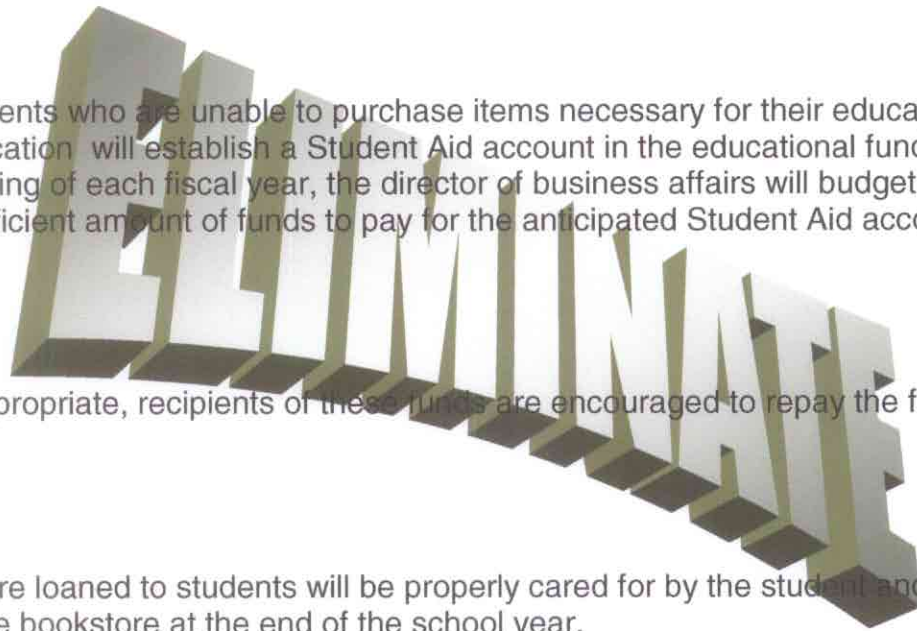 ELIMINATE
ents who are unable to purchase items necessary for their educa
cation will establish a Student Aid account in the educational fund
ing of each fiscal year, the director of business affairs will budget
ficient amount of funds to pay for the anticipated Student Aid acco
propriate, recipients of these funds are encouraged to repay the f
re loaned to students will be properly cared for by the student and
e bookstore at the end of the school year.